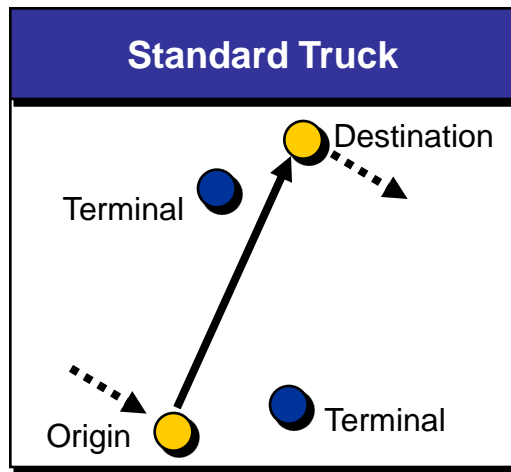 Standard Truck
Destination
Terminal
Terminal
Origin